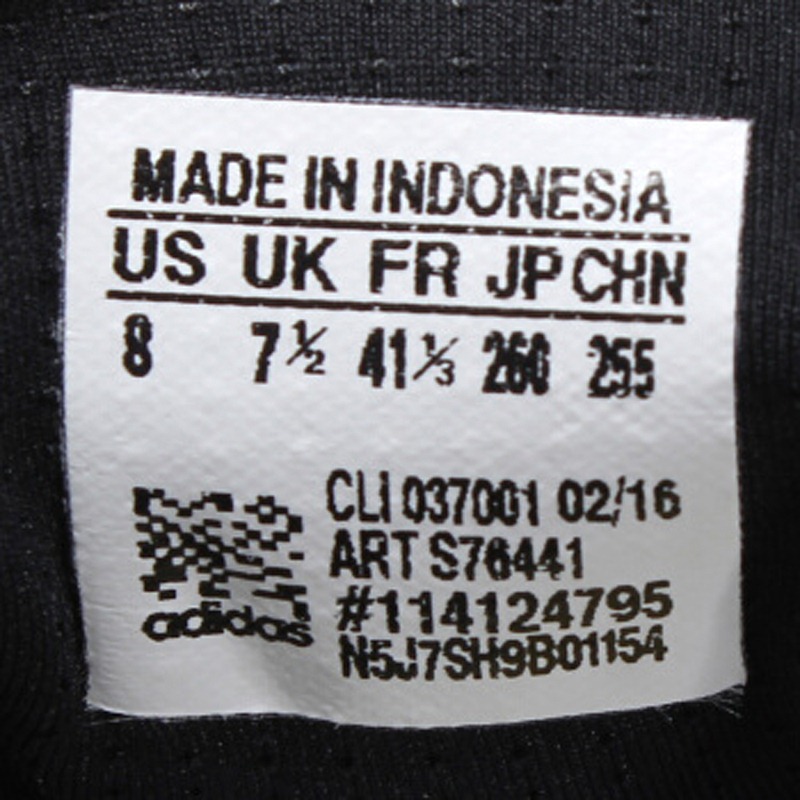 MADE IN INDONESIA
US UK FR JP CHN
8 7½ 41⅓ 260 255
CLI 037001 02/16
ART S76441
#114124795
N5J7SH9B01154
adidas